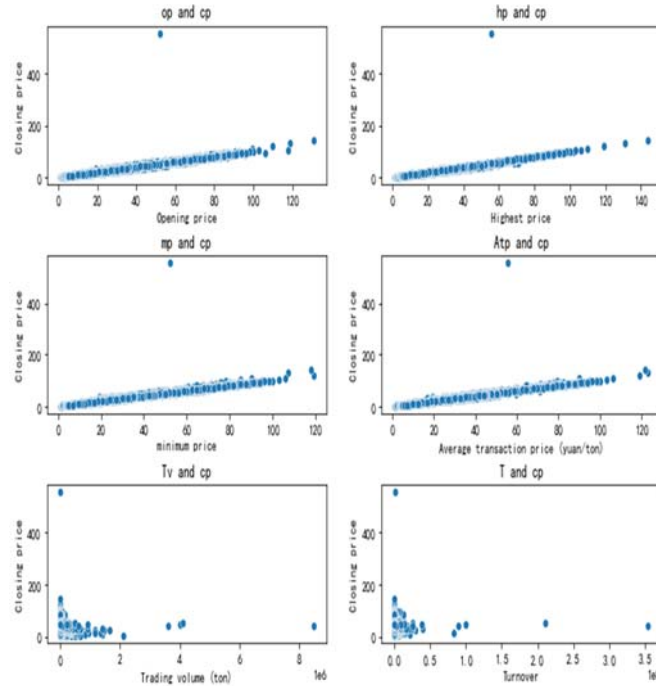 op and cp
hp and cp
Closing price
400
200
0
0 20 40 60 80 100 120
Opening price
Closing price
400
200
0
0 20 40 60 80 100 120 140
Highest price
mp and cp
Atp and cp
Closing price
400
200
0
0 20 40 60 80 100 120
minimum price
Closing price
400
200
0
0 20 40 60 80 100 120
Average transaction price (yuan/ton)
Tv and cp
T and cp
Closing price
400
200
0
0 2 4 6 8
Trading volume (ton)
1e6
Closing price
400
200
0
0.0 0.5 1.0 1.5 2.0 2.5 3.0 3.5
Turnover